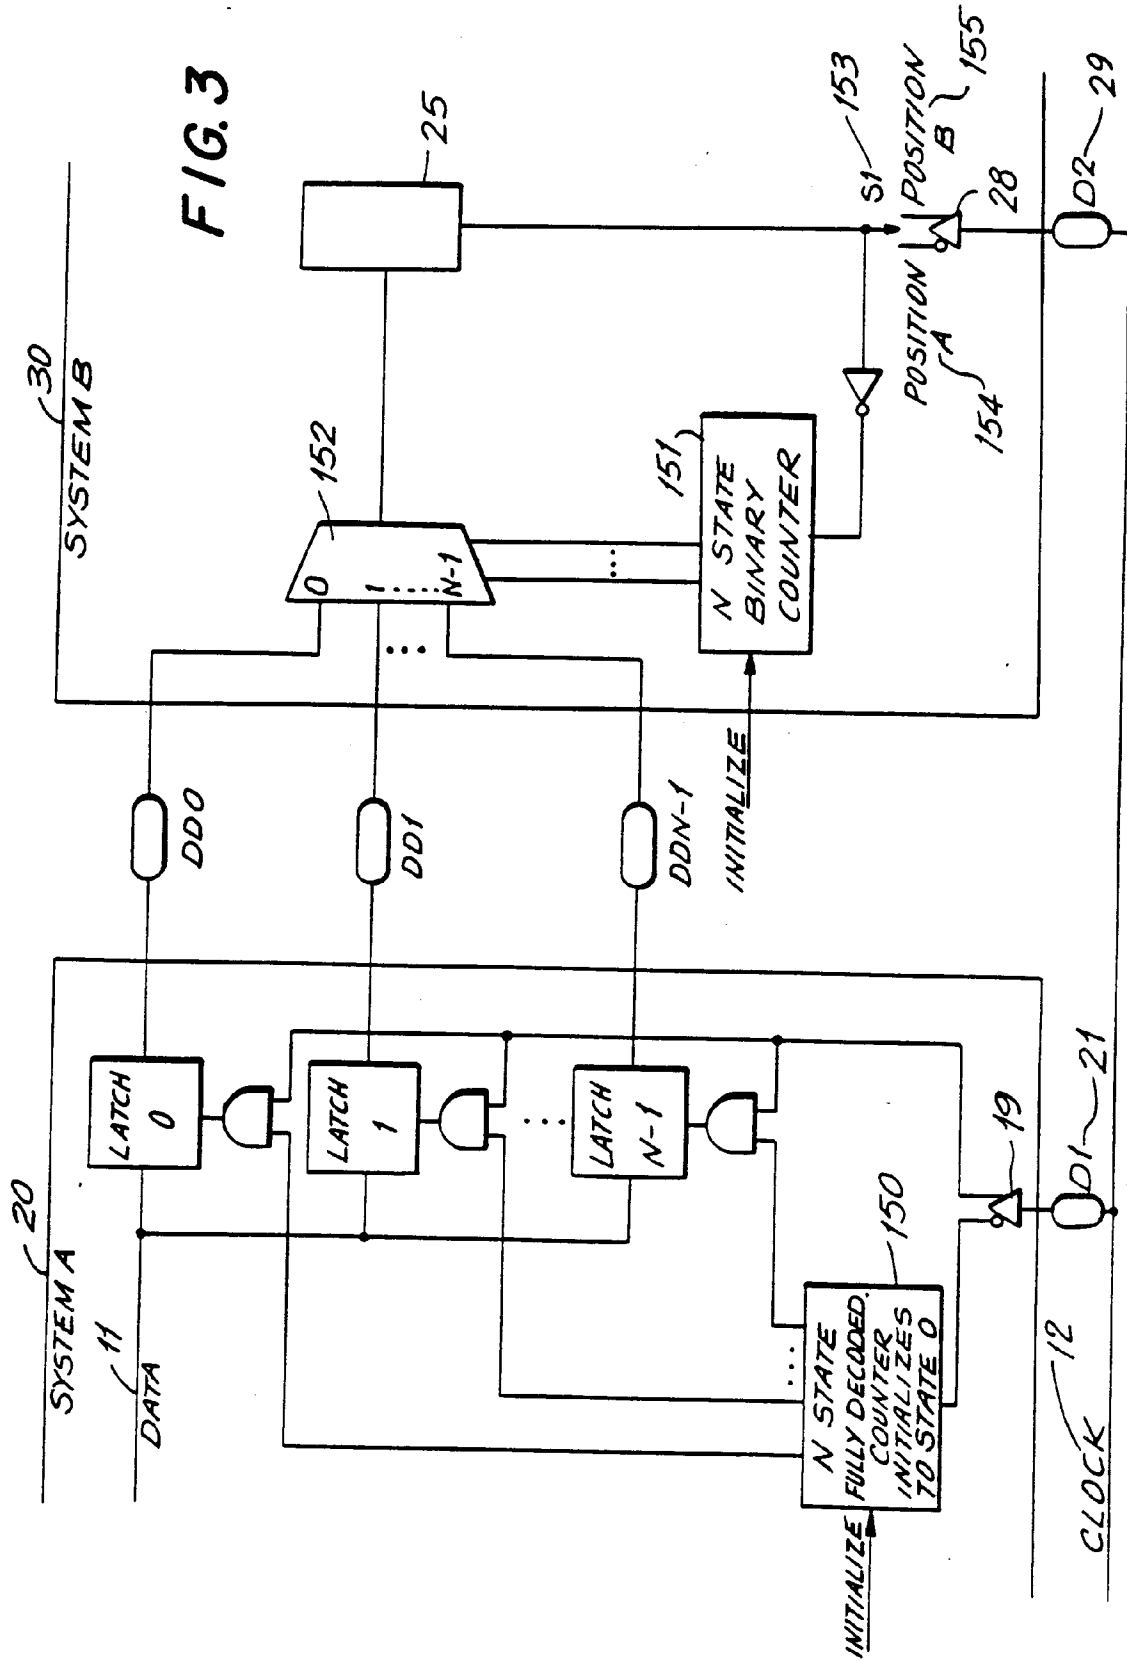 FIG. 3
20
SYSTEM A
11
DATA
LATCH
0
LATCH
1
LATCH
N-1
150
N STATE
FULLY DECODED.
COUNTER
INITIALIZES
TO STATE 0
INITIALIZE
19
D1
21
12
CLOCK
DD0
DD1
DDN-1
30
SYSTEM B
152
0
1
N-1
25
151
N STATE
BINARY
COUNTER
INITIALIZE
S1
153
POSITION
A
154
POSITION
B
155
28
D2
29